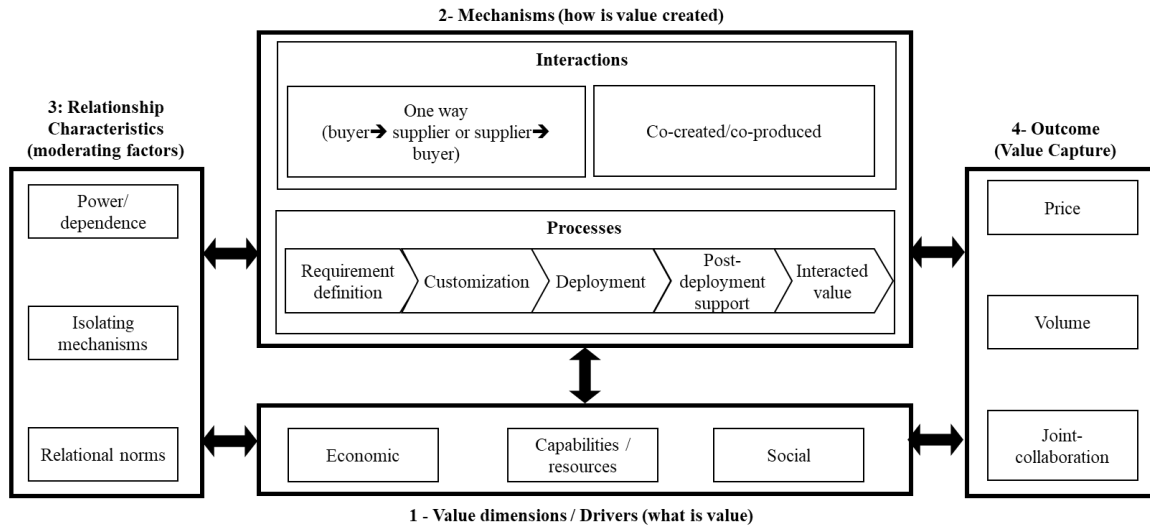 2- Mechanisms (how is value created)
Interactions
One way
(buyer➔ supplier or supplier➔
buyer)
Co-created/co-produced
Processes
Requirement
definition
Customization
Deployment
Post-
deployment
support
Interacted
value
3: Relationship
Characteristics
(moderating factors)
Power/
dependence
Isolating
mechanisms
Relational norms
4- Outcome
(Value Capture)
Price
Volume
Joint-
collaboration
Economic
Capabilities /
resources
Social
1 - Value dimensions / Drivers (what is value)